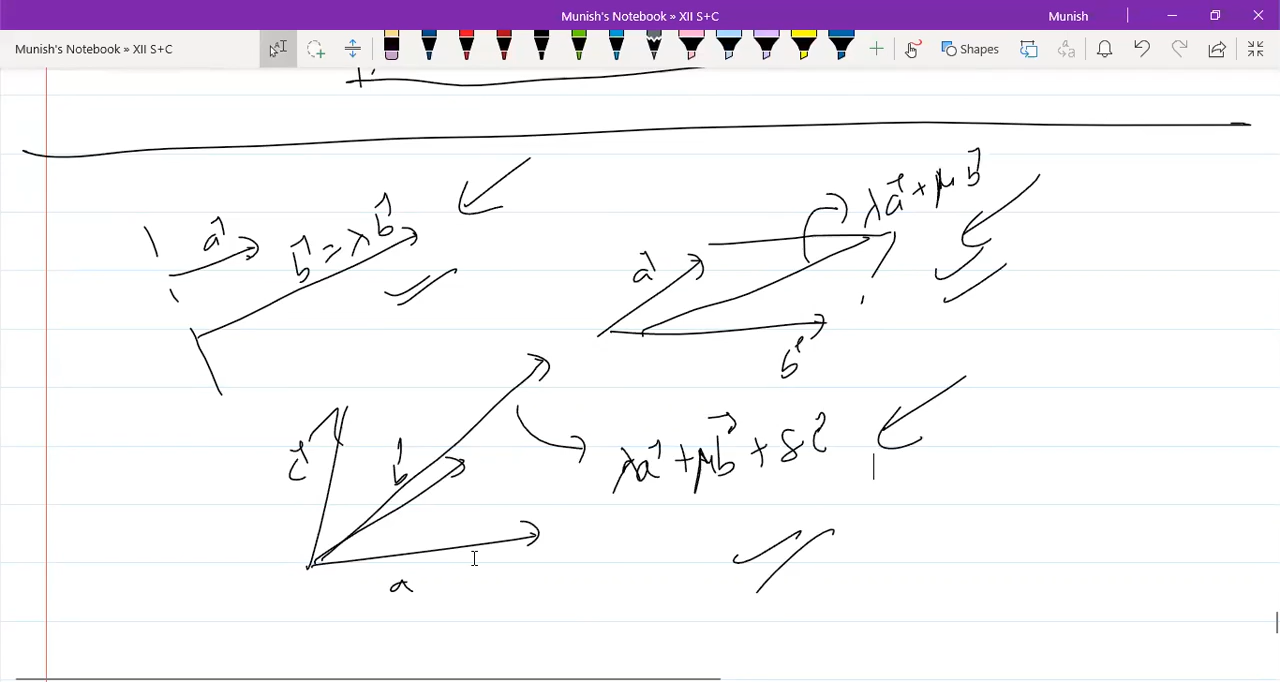 Munish's Notebook » XII S+C
Munish
Munish's Notebook » XII S+C
Shapes
a⃗
b⃗ = λb⃗
a⃗
λa⃗ + μb⃗
b⃗
c⃗
b⃗
a
λa⃗ + μb⃗ + δc⃗